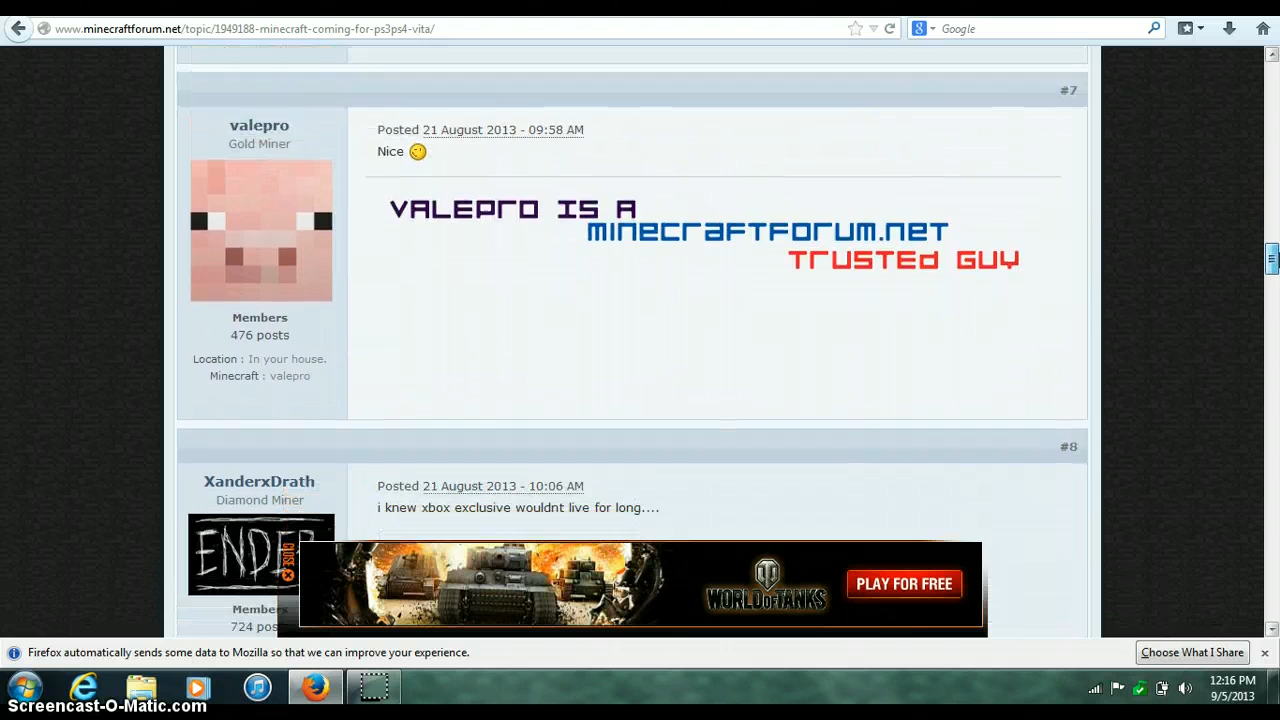 www.minecraftforum.net/topic/1949188-minecraft-coming-for-ps3ps4-vita/
Google
#7
valepro
Gold Miner
Posted 21 August 2013 - 09:58 AM
Nice
VALEPRO IS A
MINECRAFTFORUM.NET
TRUSTED GUY
Members
476 posts
Location : In your house.
Minecraft : valepro
#8
XanderxDrath
Diamond Miner
Posted 21 August 2013 - 10:06 AM
i knew xbox exclusive wouldnt live for long....
CLOSE
WORLD OF TANKS
PLAY FOR FREE
Members
724
Firefox automatically sends some data to Mozilla so that we can improve your experience.
Choose What I Share
12:16 PM
9/5/2013
Screencast-O-Matic.com